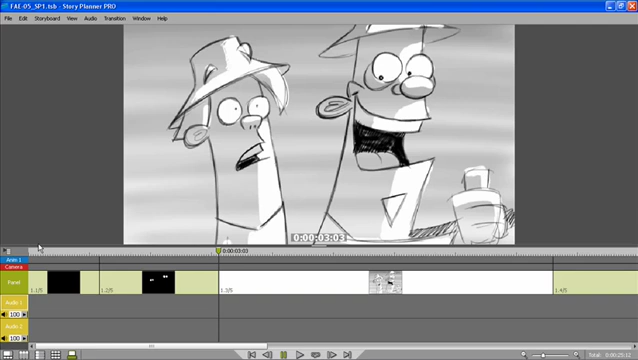 FAE-05_SP1.tsb - Story Planner PRO
File Edit Storyboard View Audio Transition Window Help
0:00:03:03
0:00:03:03
Anim 1
Camera
Panel 1.1/5 1.2/5 1.3/5 1.4/5
Audio 1
100
Audio 2
100
Total: 0:00:25:12